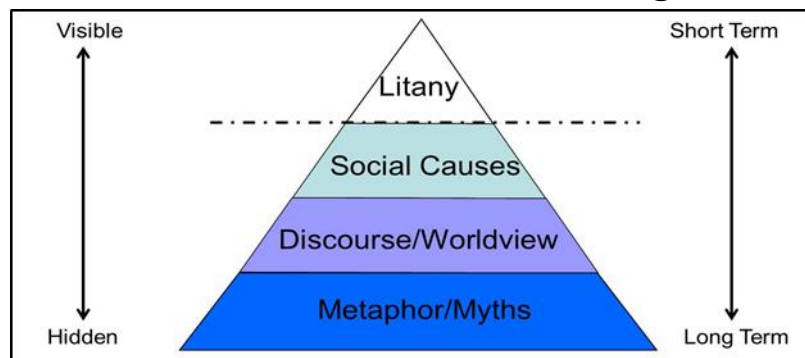 Visible
Short Term
Litany
Social Causes
Discourse/Worldview
Metaphor/Myths
Hidden
Long Term